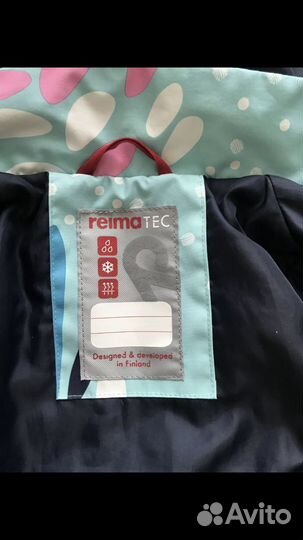 reimaTEC
Designed & developed
in Finland
Avito